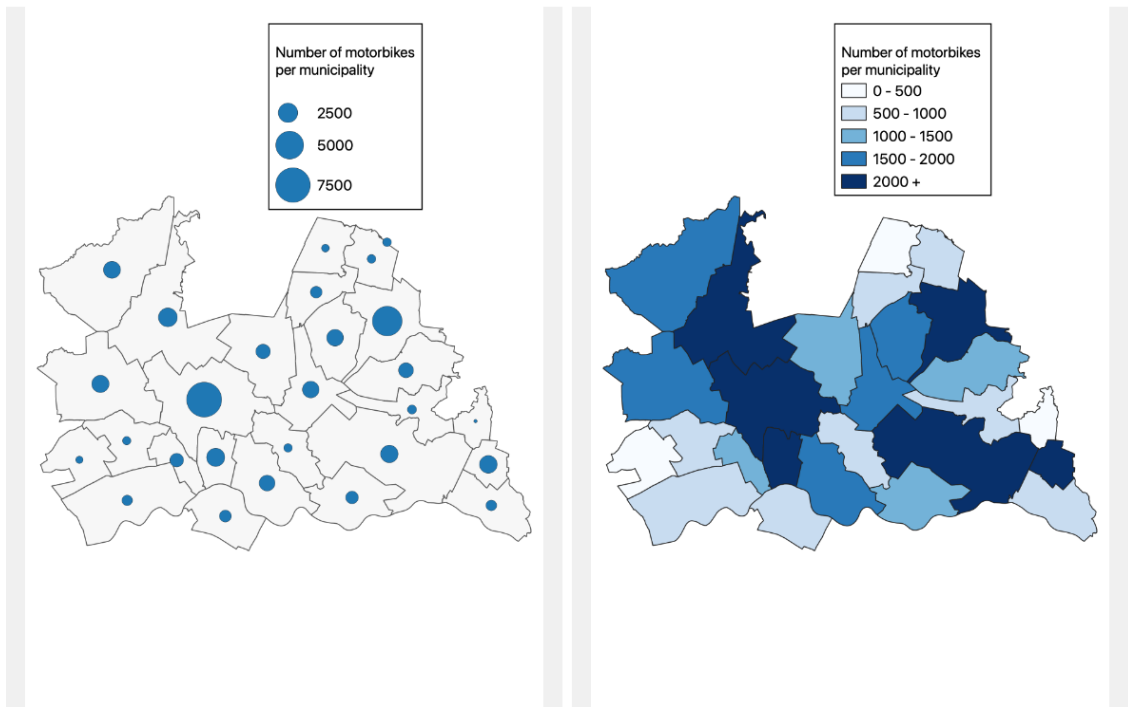 Number of motorbikes
per municipality
2500
5000
7500
Number of motorbikes
per municipality
0 - 500
500 - 1000
1000 - 1500
1500 - 2000
2000 +